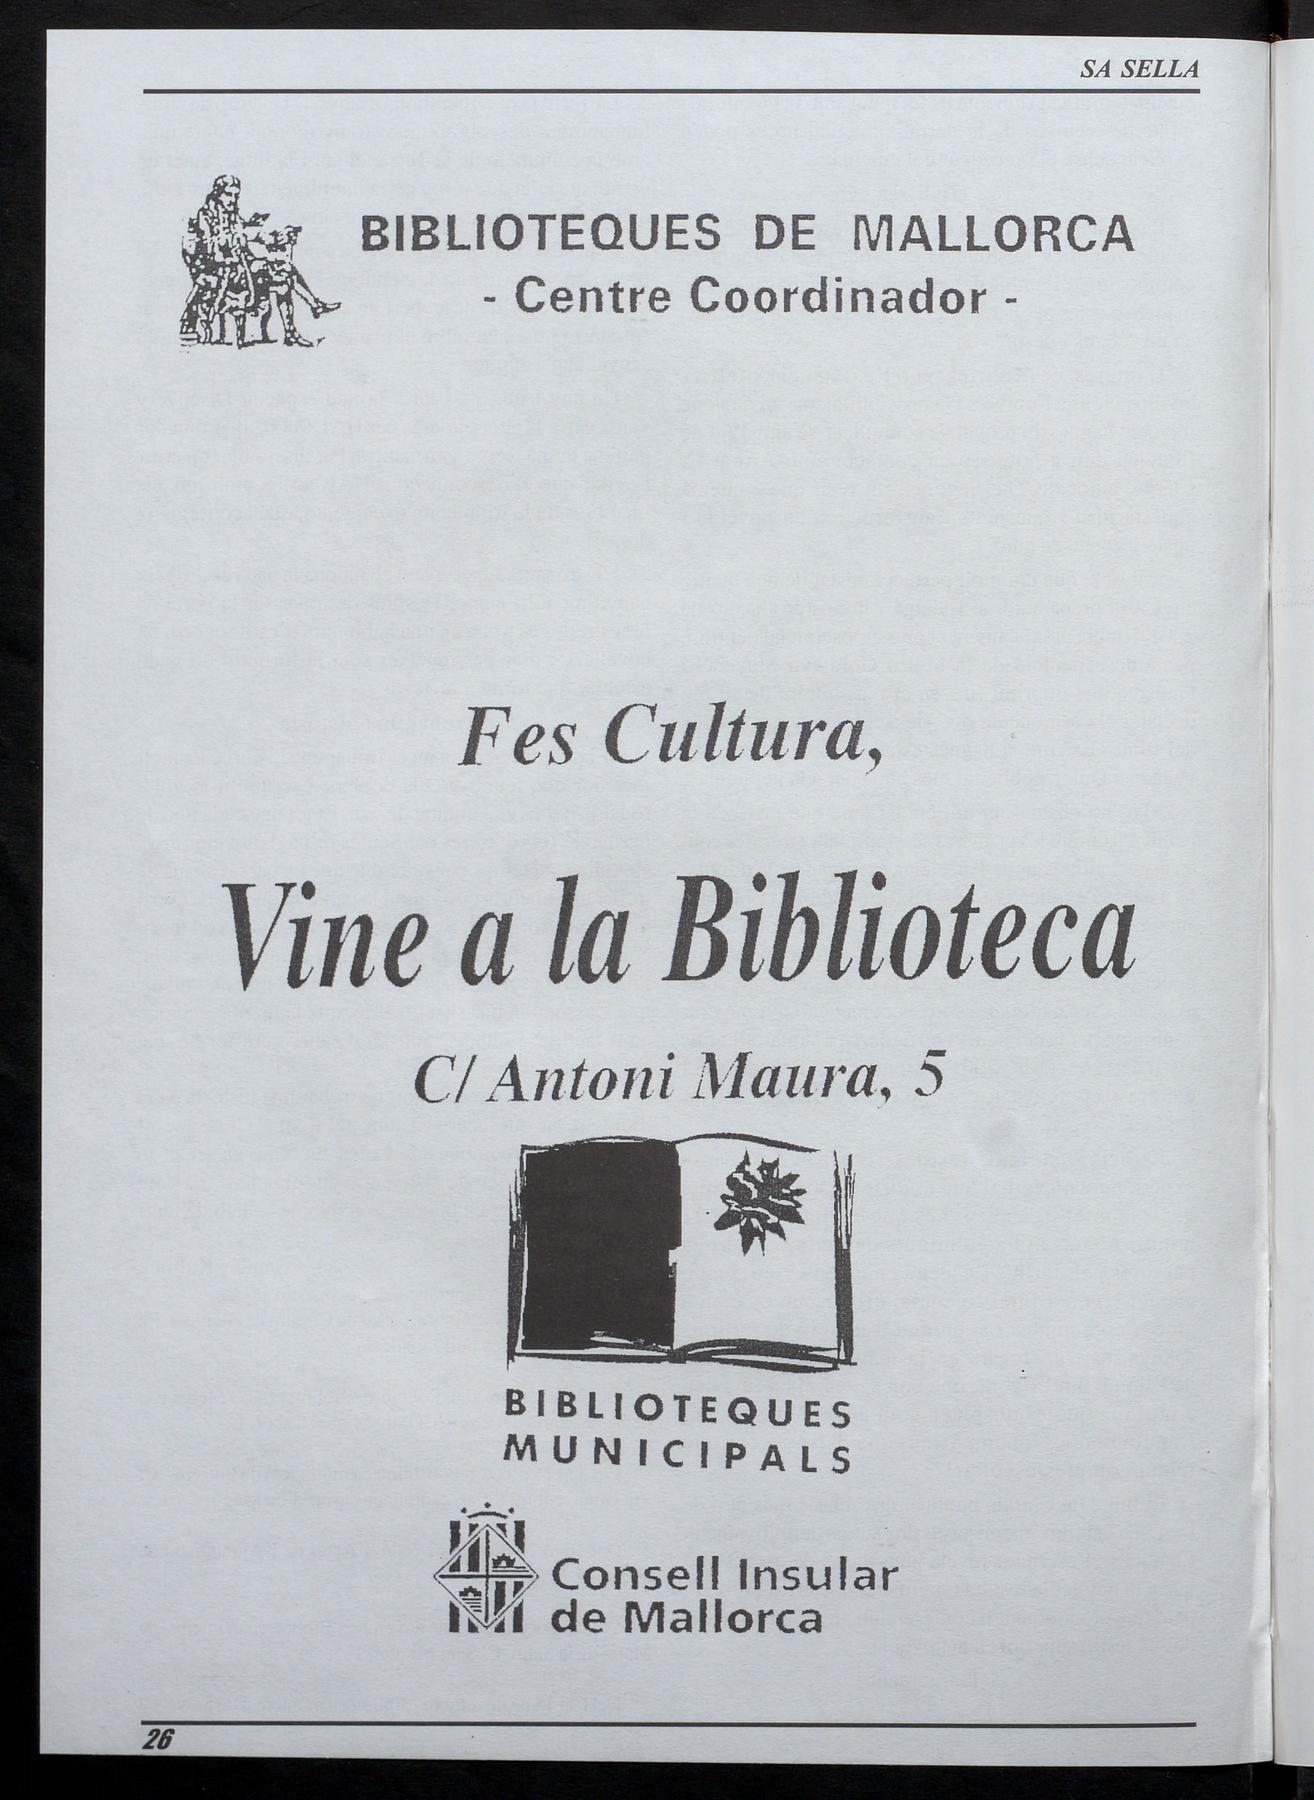 SA SELLA
BIBLIOTEQUES DE MALLORCA
- Centre Coordinador -
Fes Cultura,
Vine a la Biblioteca
C/ Antoni Maura, 5
BIBLIOTEQUES
MUNICIPALS
Consell Insular
de Mallorca
26